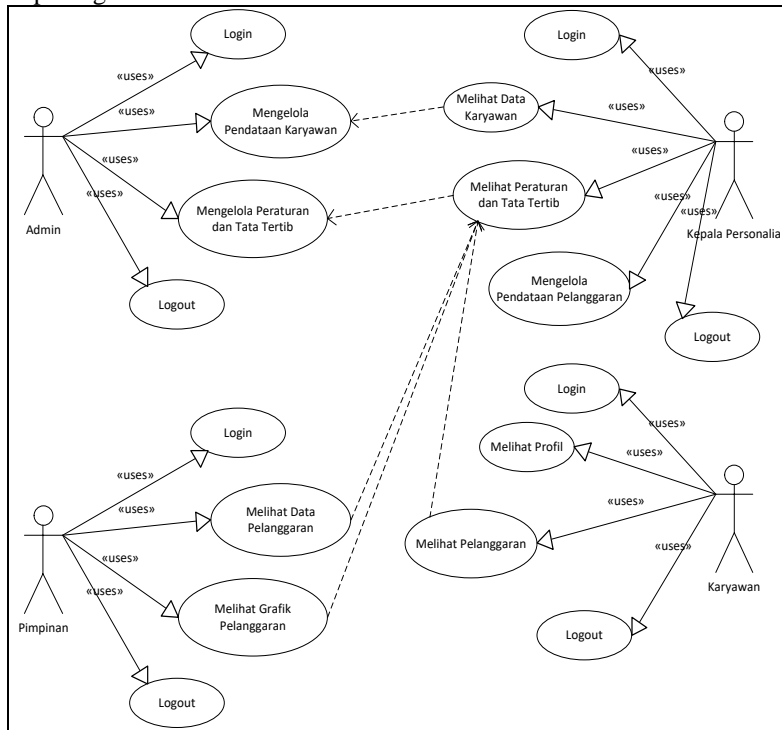 Login
«uses»
«uses»
Mengelola
Pendataan Karyawan
«uses»
Mengelola Peraturan
dan Tata Tertib
«uses»
Admin
Logout
Login
«uses»
Melihat Data
Karyawan
«uses»
«uses»
Melihat Peraturan
dan Tata Tertib
«uses»
«uses»
Kepala Personalia
Mengelola
Pendataan Pelanggaran
Logout
Login
«uses»
«uses»
Melihat Data
Pelanggaran
«uses»
Melihat Grafik
Pelanggaran
«uses»
Pimpinan
Logout
Login
«uses»
Melihat Profil
«uses»
«uses»
Melihat Pelanggaran
«uses»
Karyawan
Logout